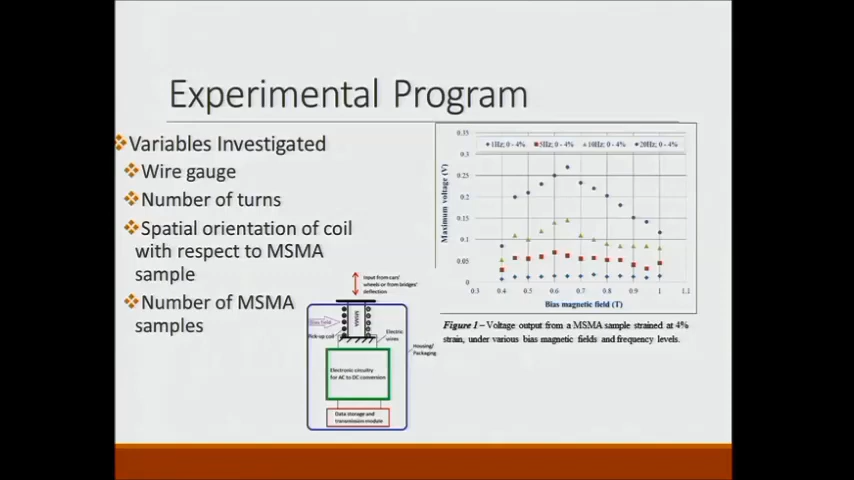 Experimental Program
Variables Investigated
Wire gauge
Number of turns
Spatial orientation of coil
with respect to MSMA
sample
Number of MSMA
samples
Input from cars'
wheels or from bridges'
deflection
MSMA
Bias field
Pick-up coil
Electric
wires
Housing/
Packaging
Electronic circuitry
for AC to DC conversion
Data storage and
transmission module
0.35
0.3
0.25
0.2
0.15
0.1
0.05
0
Maximum voltage (V)
1Hz; 0 - 4% 5Hz; 0 - 4% 10Hz; 0 - 4% 20Hz; 0 - 4%
0.3 0.4 0.5 0.6 0.7 0.8 0.9 1 1.1
Bias magnetic field (T)
Figure 1 – Voltage output from a MSMA sample strained at 4%
strain, under various bias magnetic fields and frequency levels.